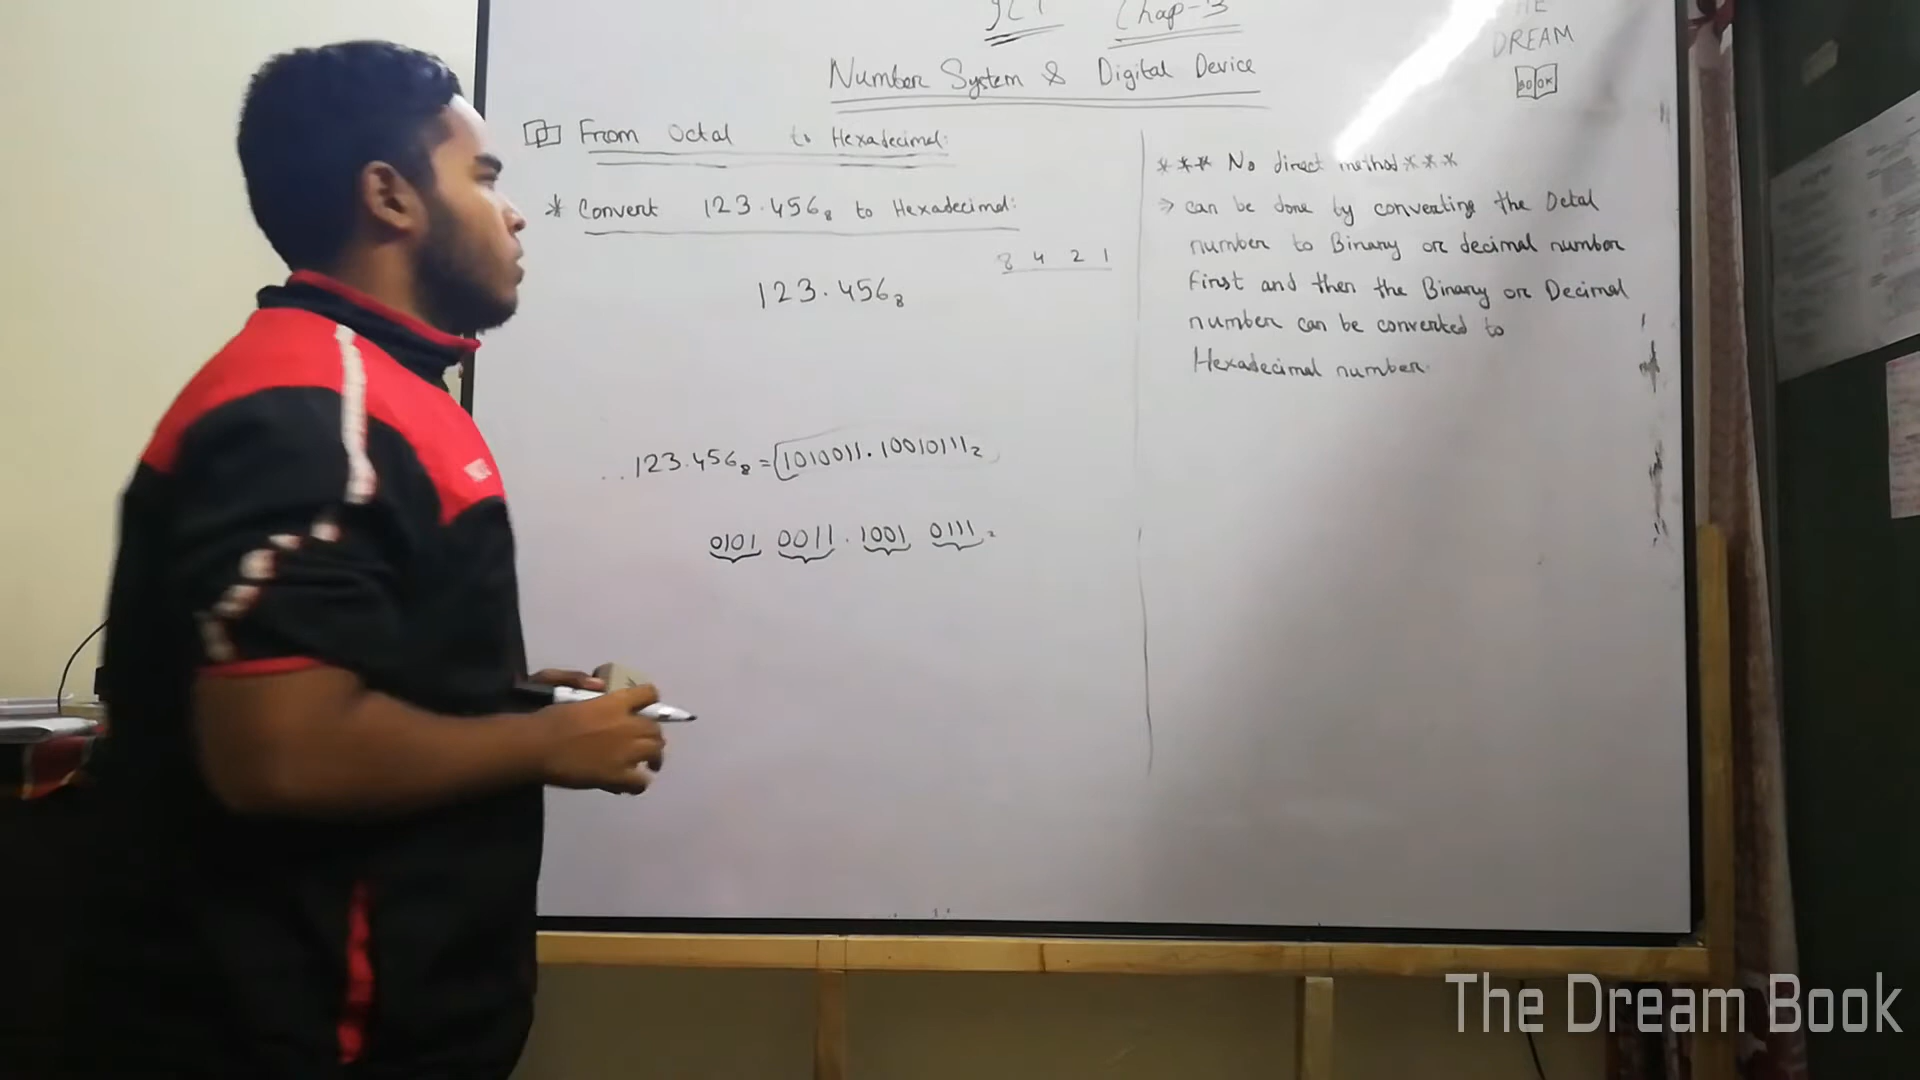 ICT Chap-3
Number System & Digital Device
THE
DREAM
BOOK
From Octal to Hexadecimal:
* Convert 123.456₈ to Hexadecimal:
8 4 2 1
123.456₈
123.456₈ = 1010011.10010111₂
0101 0011.1001 0111₂
*** No direct method***
⇒ can be done by converting the Octal
number to Binary or decimal number
First and then the Binary or Decimal
number can be converted to
Hexadecimal number.
The Dream Book